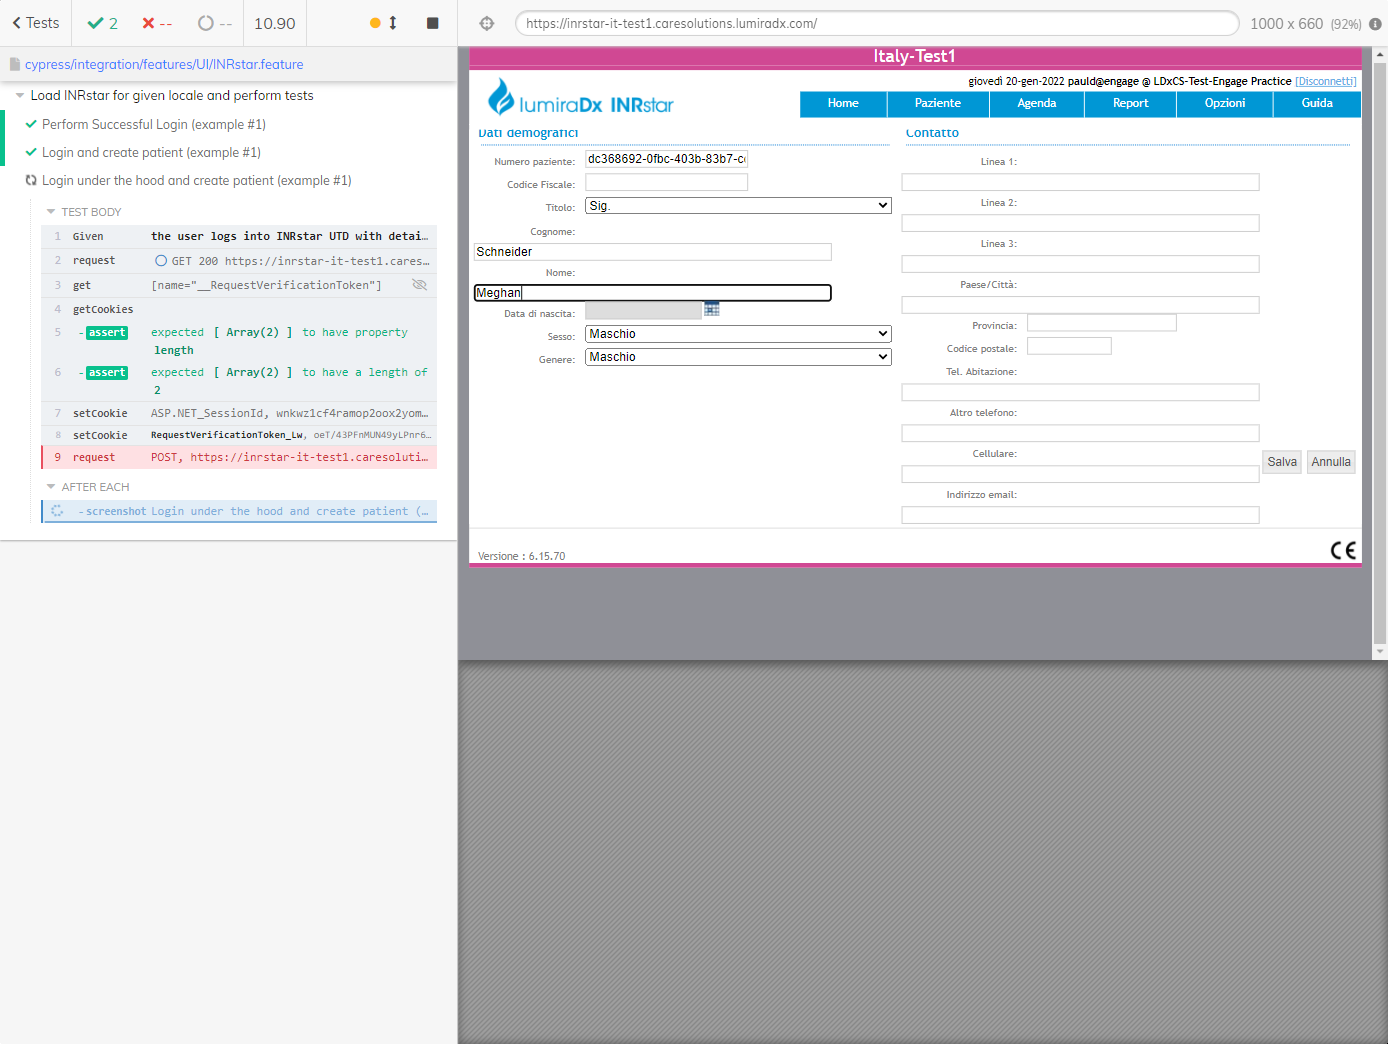 Tests
2
--
--
10.90
https://inrstar-it-test1.caresolutions.lumiradx.com/
1000 x 660 (92%)
cypress/integration/features/UI/INRstar.feature
Load INRstar for given locale and perform tests
Perform Successful Login (example #1)
Login and create patient (example #1)
Login under the hood and create patient (example #1)
TEST BODY
1 Given the user logs into INRstar UTD with detai…
2 request GET 200 https://inrstar-it-test1.cares…
3 get [name="__RequestVerificationToken"]
4 getCookies
5 -assert expected [ Array(2) ] to have property
length
6 -assert expected [ Array(2) ] to have a length of
2
7 setCookie ASP.NET_SessionId, wnkwz1cf4ramop2oox2yom…
8 setCookie RequestVerificationToken_Lw, oeT/43PFnMUN49yLPnr6…
9 request POST, https://inrstar-it-test1.caresoluti…
AFTER EACH
-screenshot Login under the hood and create patient (…
Italy-Test1
giovedì 20-gen-2022 pauld@engage @ LDxCS-Test-Engage Practice [Disconnetti]
lumiraDx INRstar
Home Paziente Agenda Report Opzioni Guida
Dati demografici
Numero paziente: dc368692-0fbc-403b-83b7-c
Codice Fiscale:
Titolo: Sig.
Cognome:
Schneider
Nome:
Meghan
Data di nascita:
Sesso: Maschio
Genere: Maschio
Contatto
Linea 1:
Linea 2:
Linea 3:
Paese/Città:
Provincia:
Codice postale:
Tel. Abitazione:
Altro telefono:
Cellulare:
Indirizzo email:
Salva Annulla
Versione : 6.15.70
CE